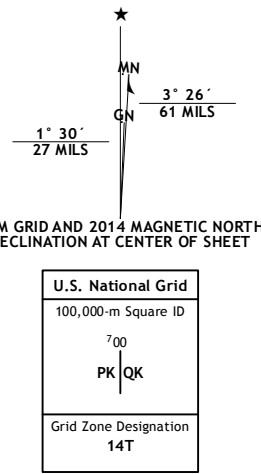 ★
MN
3° 26´
61 MILS
GN
1° 30´
27 MILS
M GRID AND 2014 MAGNETIC NORTH
ECLINATION AT CENTER OF SHEET
U.S. National Grid
100,000-m Square ID
⁷00
PK QK
Grid Zone Designation
14T